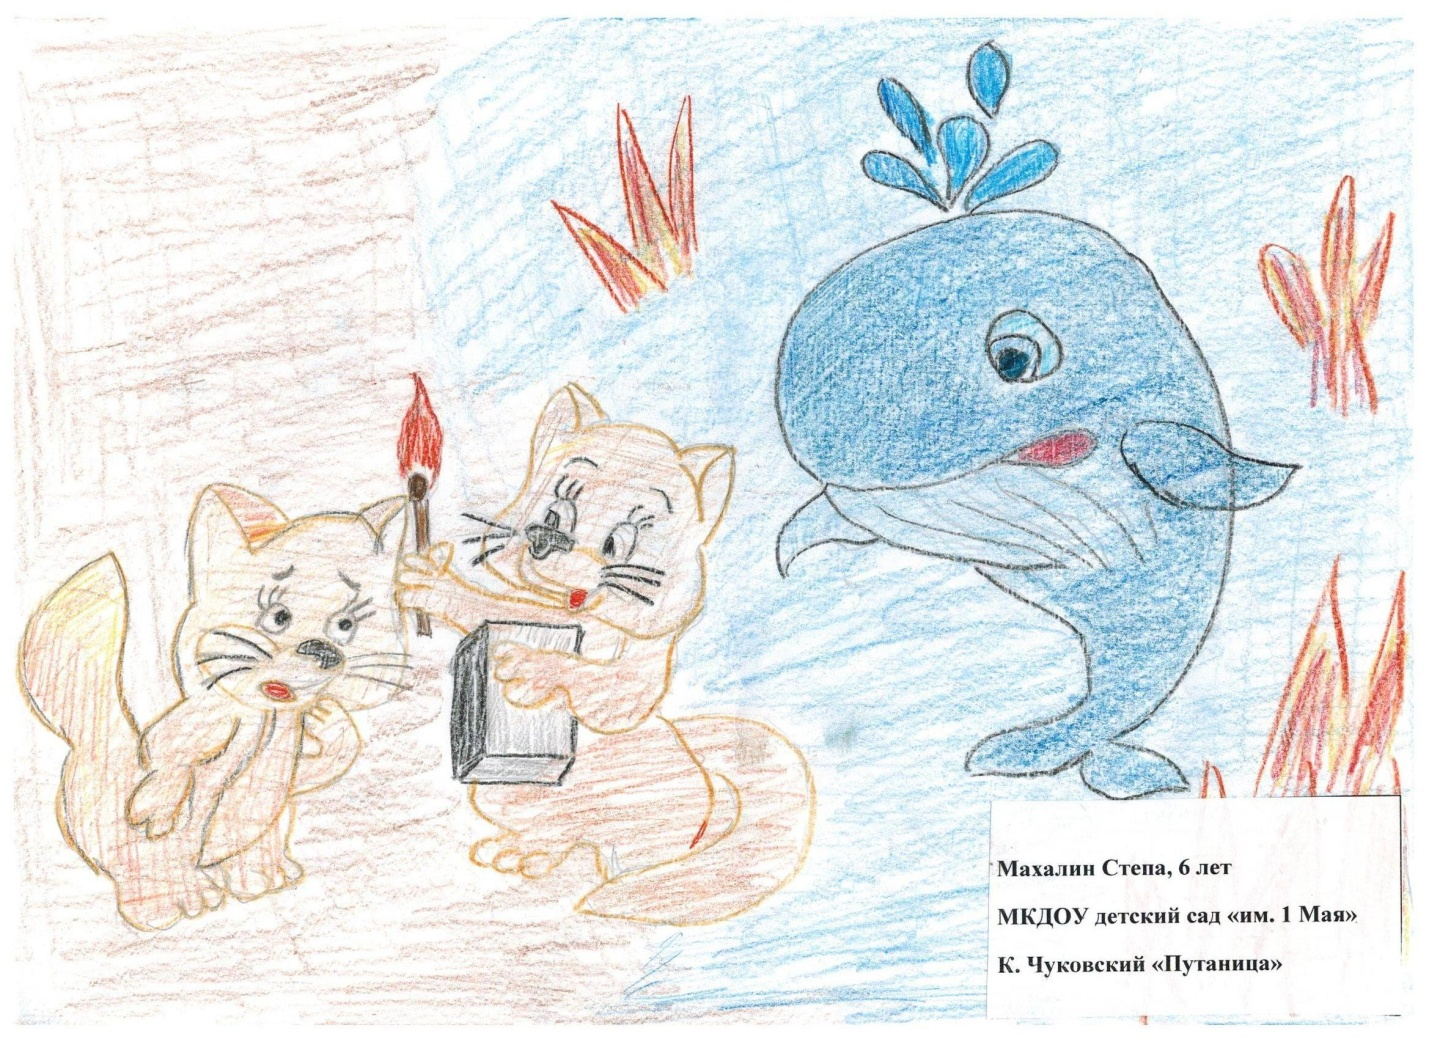 Махалин Степа, 6 лет
МКДОУ детский сад «им. 1 Мая»
К. Чуковский «Путаница»